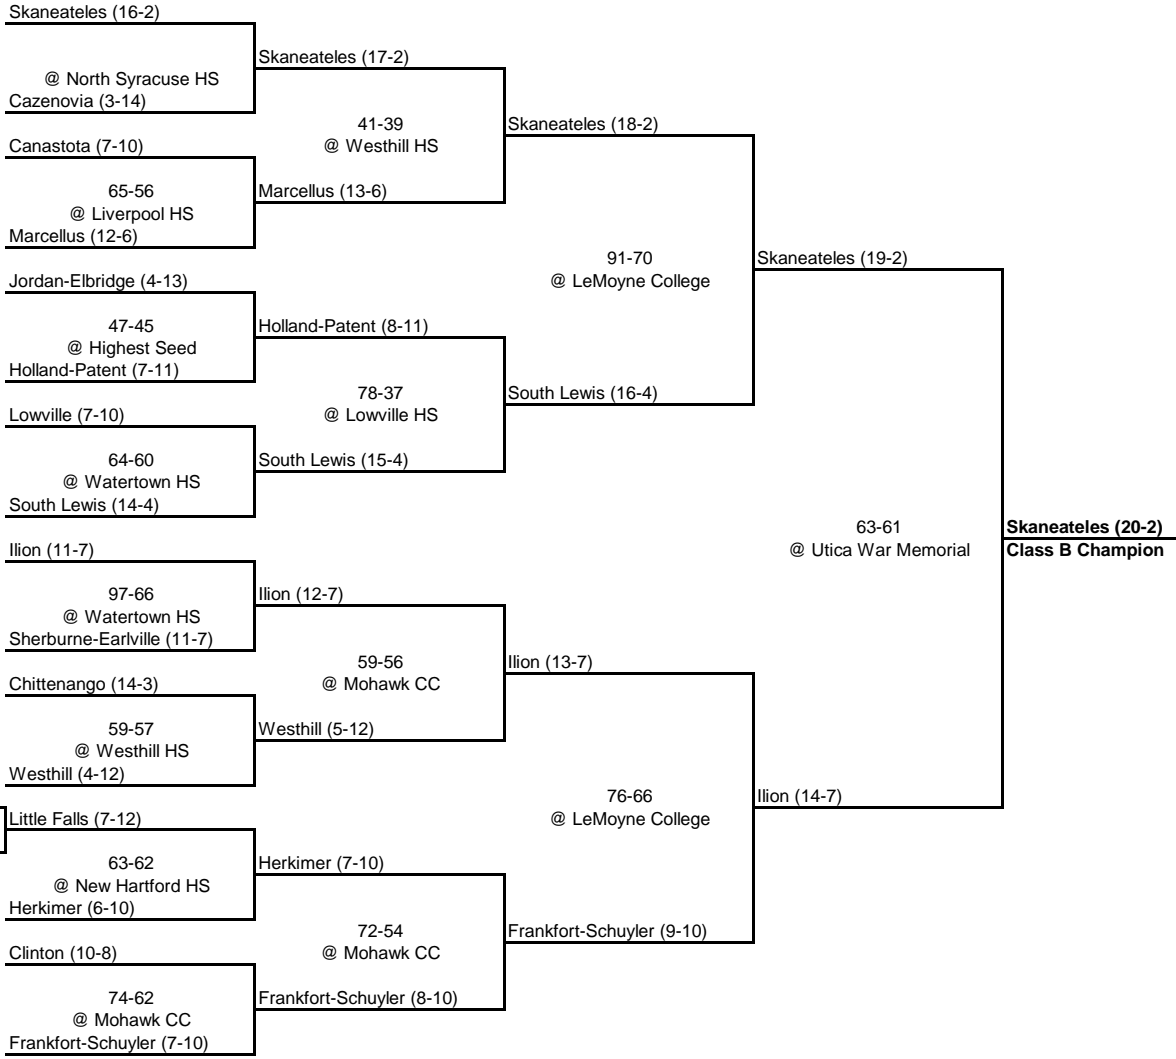 Skaneateles (16-2)
@ North Syracuse HS
Cazenovia (3-14)
Canastota (7-10)
65-56
@ Liverpool HS
Marcellus (12-6)
Jordan-Elbridge (4-13)
47-45
@ Highest Seed
Holland-Patent (7-11)
Lowville (7-10)
64-60
@ Watertown HS
South Lewis (14-4)
Ilion (11-7)
97-66
@ Watertown HS
Sherburne-Earlville (11-7)
Chittenango (14-3)
59-57
@ Westhill HS
Westhill (4-12)
Little Falls (7-12)
63-62
@ New Hartford HS
Herkimer (6-10)
Clinton (10-8)
74-62
@ Mohawk CC
Frankfort-Schuyler (7-10)
Skaneateles (17-2)
41-39
@ Westhill HS
Marcellus (13-6)
Holland-Patent (8-11)
78-37
@ Lowville HS
South Lewis (15-4)
Ilion (12-7)
59-56
@ Mohawk CC
Westhill (5-12)
Herkimer (7-10)
72-54
@ Mohawk CC
Frankfort-Schuyler (8-10)
Skaneateles (18-2)
91-70
@ LeMoyne College
South Lewis (16-4)
Ilion (13-7)
76-66
@ LeMoyne College
Frankfort-Schuyler (9-10)
Skaneateles (19-2)
63-61
@ Utica War Memorial
Ilion (14-7)
Skaneateles (20-2)
Class B Champion